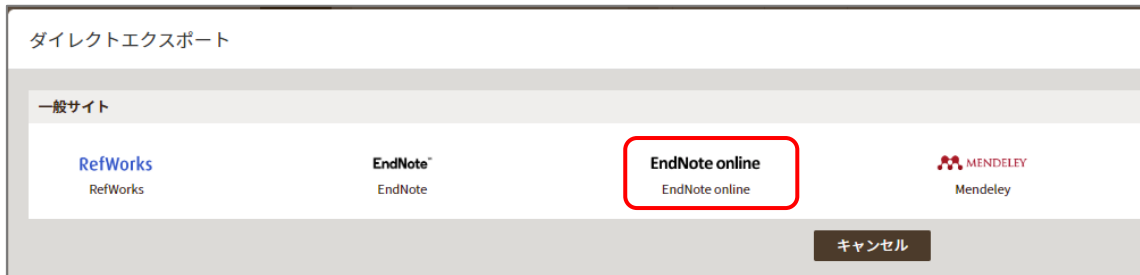 ダイレクトエクスポート
一般サイト
RefWorks
EndNote™
EndNote online
MENDELEY
RefWorks
EndNote
EndNote online
Mendeley
キャンセル